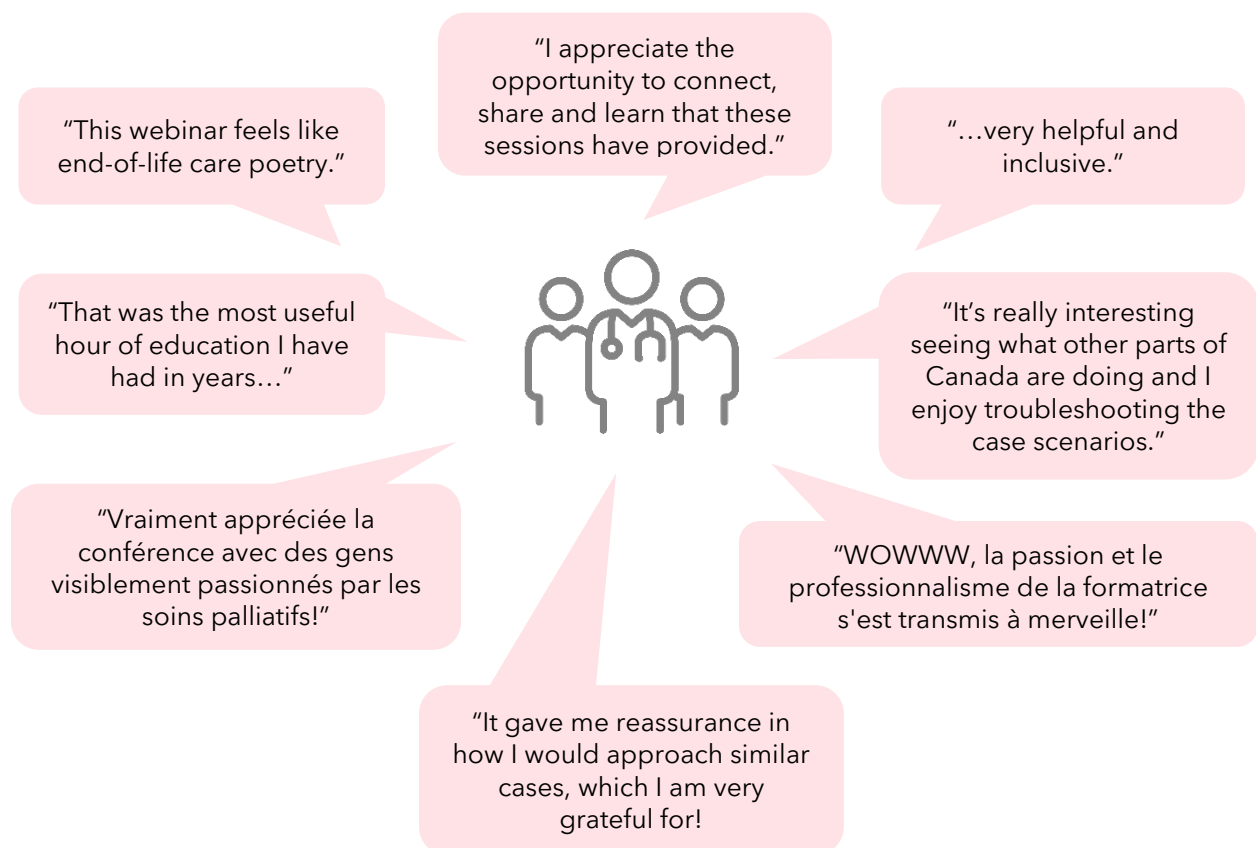 “I appreciate the
opportunity to connect,
share and learn that these
sessions have provided.”
“This webinar feels like
end-of-life care poetry.”
“…very helpful and
inclusive.”
“That was the most useful
hour of education I have
had in years…”
“It’s really interesting
seeing what other parts of
Canada are doing and I
enjoy troubleshooting the
case scenarios.”
“Vraiment appréciée la
conférence avec des gens
visiblement passionnés par les
soins palliatifs!”
“WOWWW, la passion et le
professionnalisme de la formatrice
s'est transmis à merveille!”
“It gave me reassurance in
how I would approach similar
cases, which I am very
grateful for!